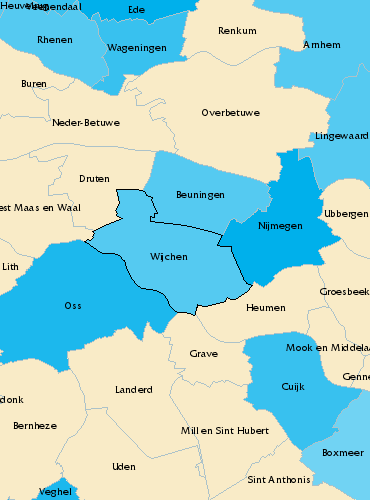 Veenendaal
Ede
Rhenen
Wageningen
Renkum
Arnhem
Buren
Overbetuwe
Neder-Betuwe
Lingewaard
Druten
Beuningen
est Maas en Waal
Ubbergen
Nijmegen
Wijchen
Lith
Groesbeek
Oss
Heumen
Mook en Middela
Grave
Genne
Landerd
Cuijk
donk
Bernheze
Mill en Sint Hubert
Boxmeer
Uden
Sint Anthonis
Veghel